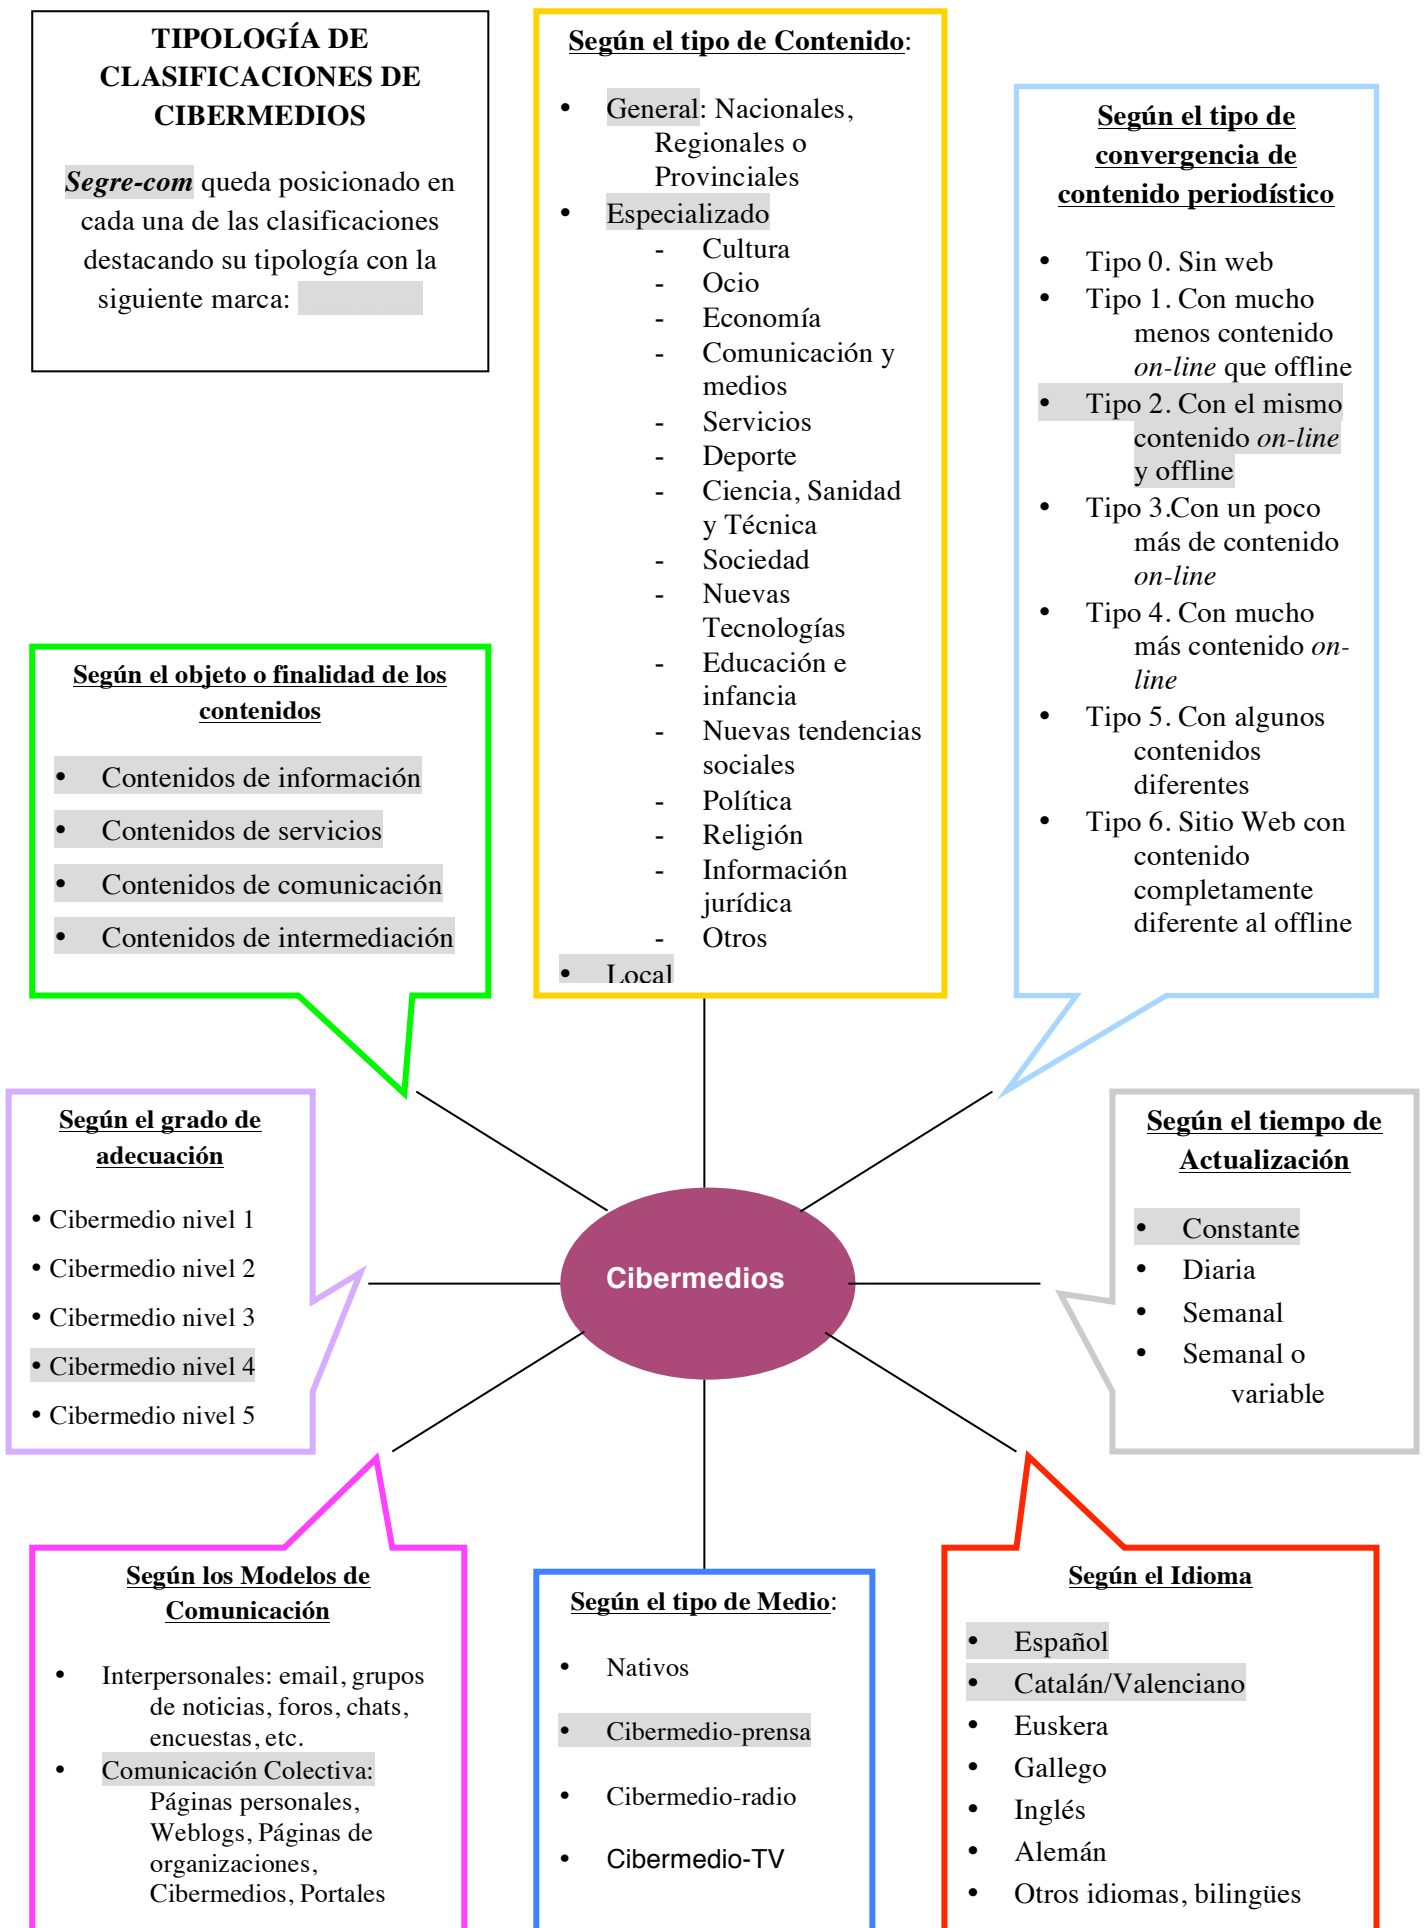 TIPOLOGÍA DE
CLASIFICACIONES DE
CIBERMEDIOS
Segre-com queda posicionado en
cada una de las clasificaciones
destacando su tipología con la
siguiente marca:
Según el tipo de Contenido:
• General: Nacionales,
Regionales o
Provinciales
• Especializado
- Cultura
- Ocio
- Economía
- Comunicación y
medios
- Servicios
- Deporte
- Ciencia, Sanidad
y Técnica
- Sociedad
- Nuevas
Tecnologías
- Educación e
infancia
- Nuevas tendencias
sociales
- Política
- Religión
- Información
jurídica
- Otros
• Local
Según el tipo de
convergencia de
contenido periodístico
• Tipo 0. Sin web
• Tipo 1. Con mucho
menos contenido
on-line que offline
• Tipo 2. Con el mismo
contenido on-line
y offline
• Tipo 3.Con un poco
más de contenido
on-line
• Tipo 4. Con mucho
más contenido on-
line
• Tipo 5. Con algunos
contenidos
diferentes
• Tipo 6. Sitio Web con
contenido
completamente
diferente al offline
Según el objeto o finalidad de los
contenidos
• Contenidos de información
• Contenidos de servicios
• Contenidos de comunicación
• Contenidos de intermediación
Según el grado de
adecuación
• Cibermedio nivel 1
• Cibermedio nivel 2
• Cibermedio nivel 3
• Cibermedio nivel 4
• Cibermedio nivel 5
Cibermedios
Según el tiempo de
Actualización
• Constante
• Diaria
• Semanal
• Semanal o
variable
Según los Modelos de
Comunicación
• Interpersonales: email, grupos
de noticias, foros, chats,
encuestas, etc.
• Comunicación Colectiva:
Páginas personales,
Weblogs, Páginas de
organizaciones,
Cibermedios, Portales
Según el tipo de Medio:
• Nativos
• Cibermedio-prensa
• Cibermedio-radio
• Cibermedio-TV
Según el Idioma
• Español
• Catalán/Valenciano
• Euskera
• Gallego
• Inglés
• Alemán
• Otros idiomas, bilingües